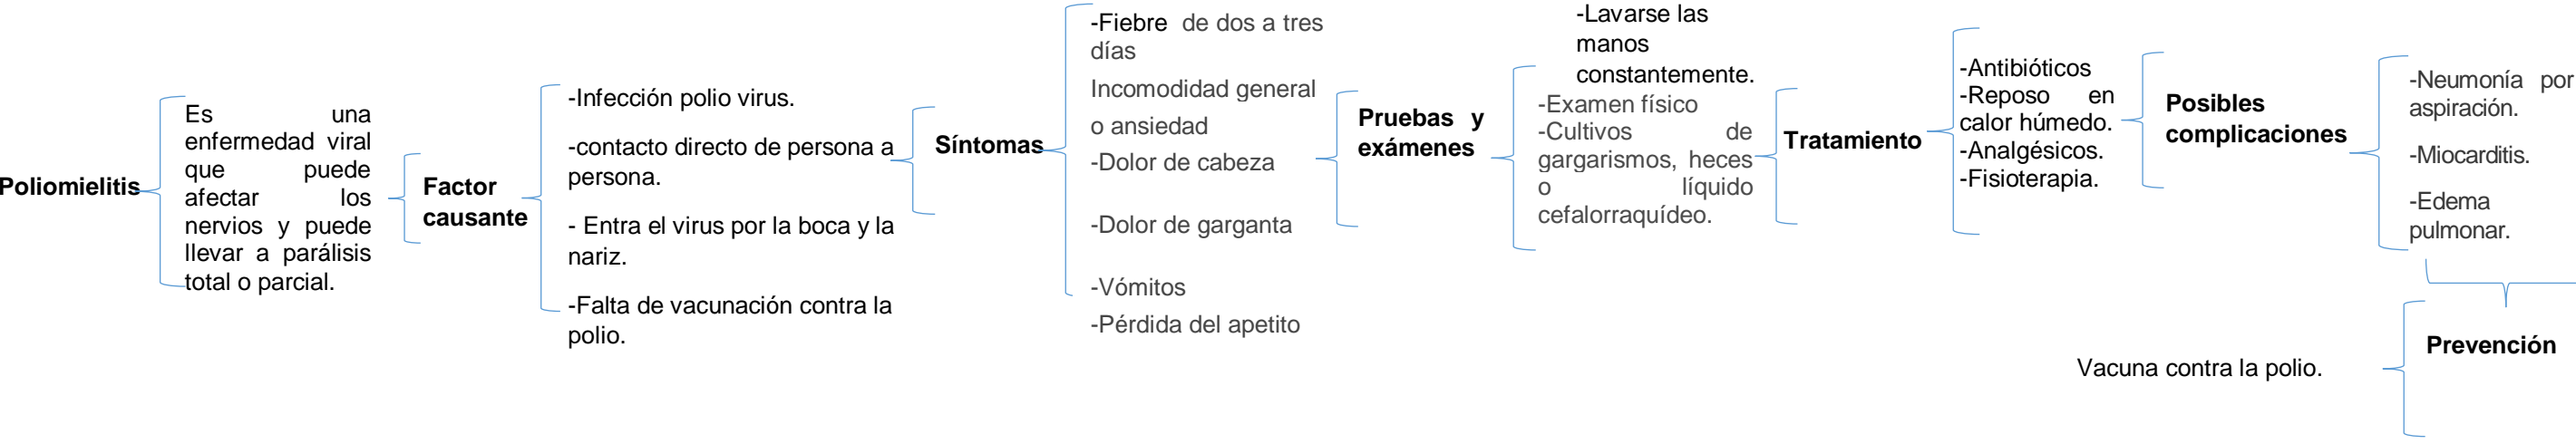 Poliomielitis
Es una
enfermedad viral
que puede
afectar los
nervios y puede
llevar a parálisis
total o parcial.
Factor
causante
-Infección polio virus.
-contacto directo de persona a
persona.
- Entra el virus por la boca y la
nariz.
-Falta de vacunación contra la
polio.
Síntomas
-Fiebre de dos a tres
días
Incomodidad general
o ansiedad
-Dolor de cabeza
-Dolor de garganta
-Vómitos
-Pérdida del apetito
Pruebas y
exámenes
-Lavarse las
manos
constantemente.
-Examen físico
-Cultivos de
gargarismos, heces
o líquido
cefalorraquídeo.
Tratamiento
-Antibióticos
-Reposo en
calor húmedo.
-Analgésicos.
-Fisioterapia.
Posibles
complicaciones
-Neumonía por
aspiración.
-Miocarditis.
-Edema
pulmonar.
Prevención
Vacuna contra la polio.